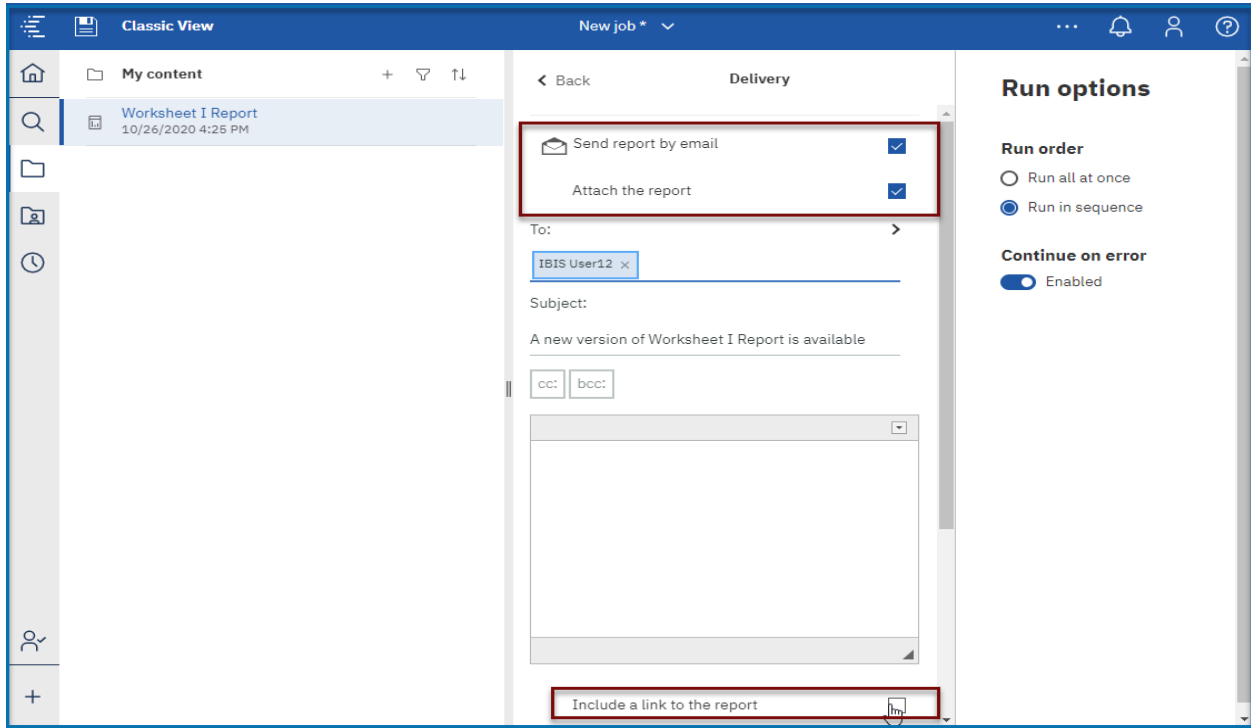 Classic View
New job *
My content
Worksheet I Report
10/26/2020 4:25 PM
Back
Delivery
Send report by email
Attach the report
To:
IBIS User12 ×
Subject:
A new version of Worksheet I Report is available
cc: bcc:
Include a link to the report
Run options
Run order
Run all at once
Run in sequence
Continue on error
Enabled